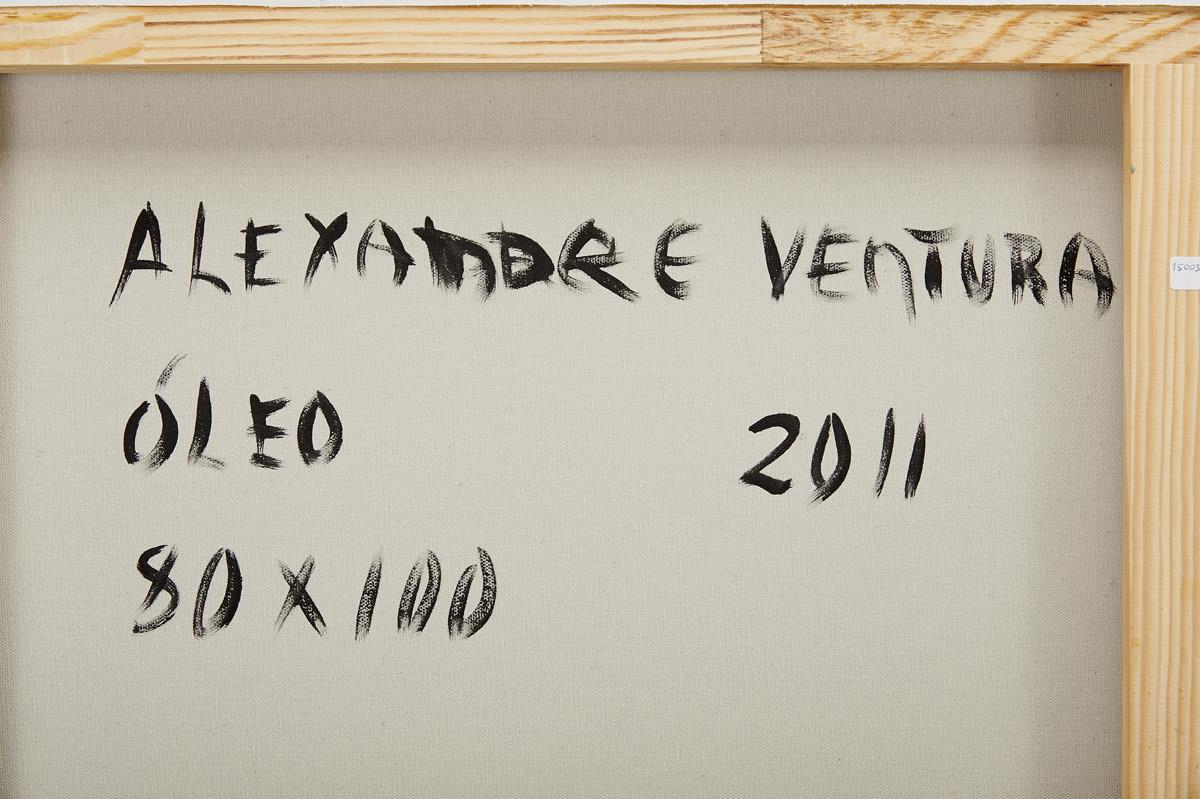 ALEXANDRE VENTURA
ÓLEO 2011
80 X 100